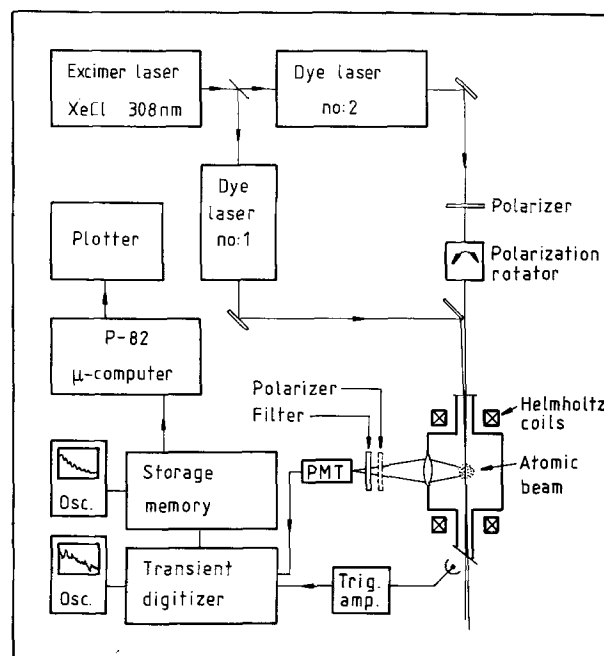 Excimer laser
XeCl 308nm
Dye laser
no:2
Dye
laser
no:1
Polarizer
Plotter
Polarization
rotator
P-82
μ-computer
Polarizer
Filter
Helmholtz
coils
PMT
Atomic
beam
Storage
memory
Osc.
Transient
digitizer
Osc.
Trig.
amp.